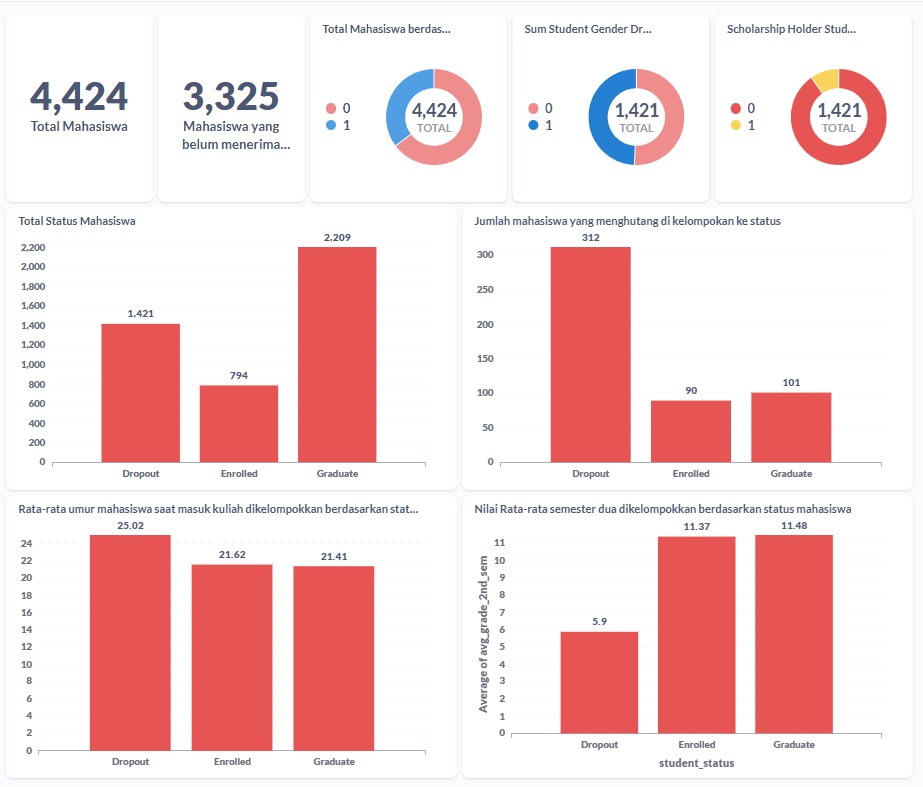 4,424
Total Mahasiswa
3,325
Mahasiswa yang
belum menerima...
Total Mahasiswa berdas...
0
1
4,424
TOTAL
Sum Student Gender Dr...
0
1
1,421
TOTAL
Scholarship Holder Stud...
0
1
1,421
TOTAL
Total Status Mahasiswa
2,200
2,000
1,800
1,600
1,400
1,200
1,000
800
600
400
200
0
1,421
794
2,209
Dropout
Enrolled
Graduate
Jumlah mahasiswa yang menghutang di kelompokan ke status
300
250
200
150
100
50
0
312
90
101
Dropout
Enrolled
Graduate
Rata-rata umur mahasiswa saat masuk kuliah dikelompokkan berdasarkan stat...
24
22
20
18
16
14
12
10
8
6
4
2
0
25.02
21.62
21.41
Dropout
Enrolled
Graduate
Nilai Rata-rata semester dua dikelompokkan berdasarkan status mahasiswa
Average of avg_grade_2nd_sem
11
10
9
8
7
6
5
4
3
2
1
0
5.9
11.37
11.48
Dropout
Enrolled
Graduate
student_status